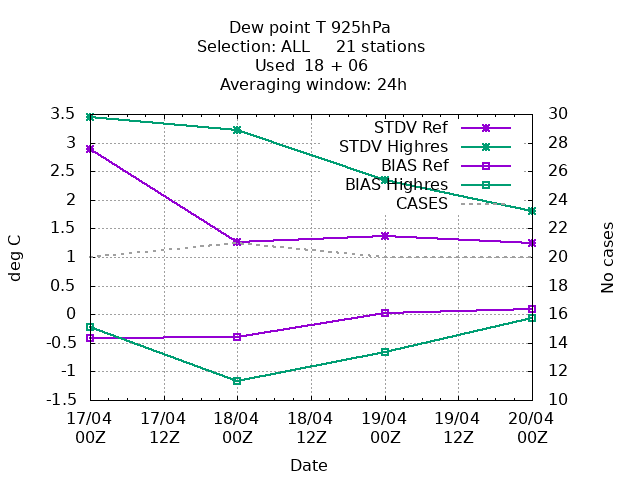 Dew point T 925hPa
Selection: ALL     21 stations
Used  18 + 06
Averaging window: 24h
3.5
3
2.5
2
1.5
1
0.5
0
-0.5
-1
-1.5
30
28
26
24
22
20
18
16
14
12
10
STDV Ref
STDV Highres
BIAS Ref
BIAS Highres
CASES
deg C
No cases
17/04 17/04 18/04 18/04 19/04 19/04 20/04
00Z 12Z 00Z 12Z 00Z 12Z 00Z
Date